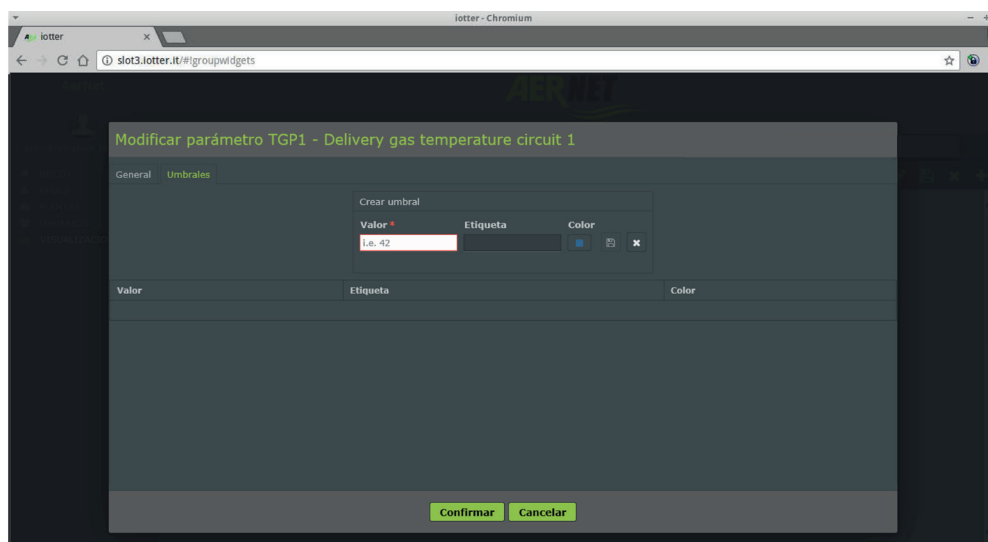 iotter - Chromium
iotter
slot3.iotter.it/#!groupwidgets
AERNET
Modificar parámetro TGP1 - Delivery gas temperature circuit 1
General Umbrales
Crear umbral
Valor * Etiqueta Color
i.e. 42
Valor Etiqueta Color
Confirmar Cancelar